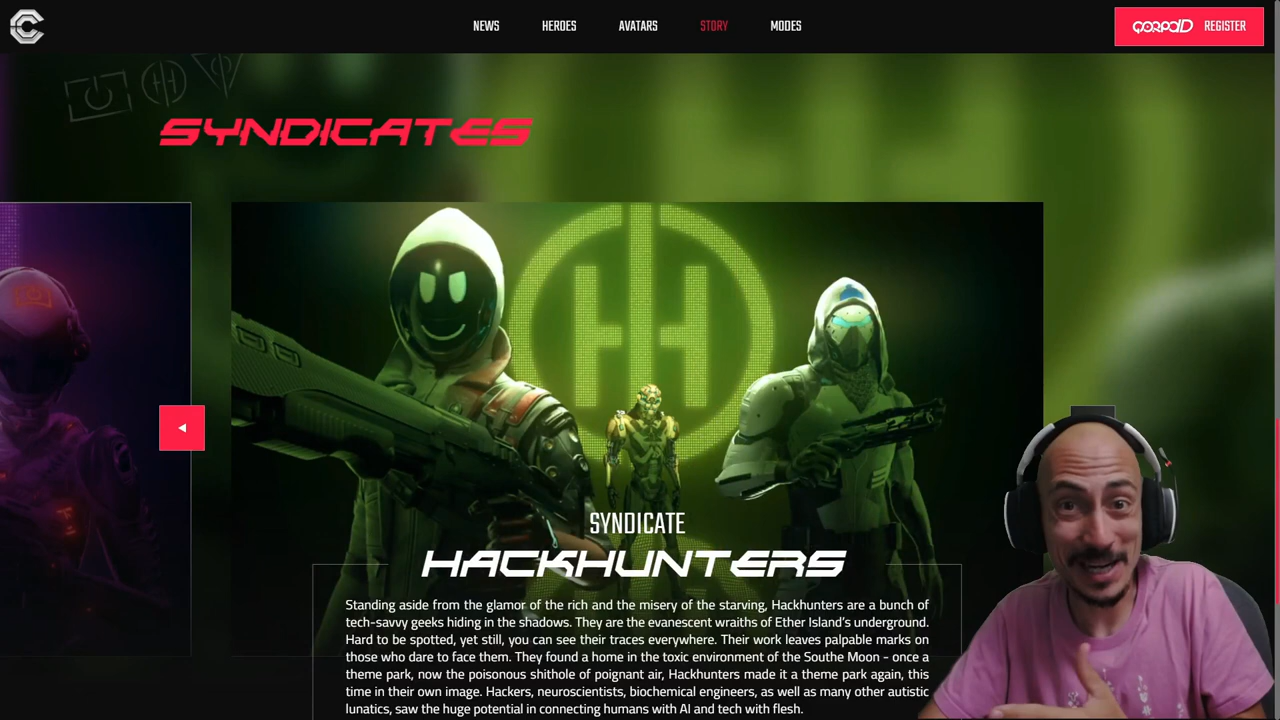 NEWS
HEROES
AVATARS
STORY
MODES
QORPOID
REGISTER
SYNDICATES
SYNDICATE
HACKHUNTERS
Standing aside from the glamor of the rich and the misery of the starving, Hackhunters are a bunch of
tech-savvy geeks hiding in the shadows. They are the evanescent wraiths of Ether Island's underground.
Hard to be spotted, yet still, you can see their traces everywhere. Their work leaves palpable marks on
those who dare to face them. They found a home in the toxic environment of the Southe Moon - once a
theme park, now the poisonous shithole of poignant air, Hackhunters made it a theme park again, this
time in their own image. Hackers, neuroscientists, biochemical engineers, as well as many other autistic
lunatics, saw the huge potential in connecting humans with AI and tech with flesh.